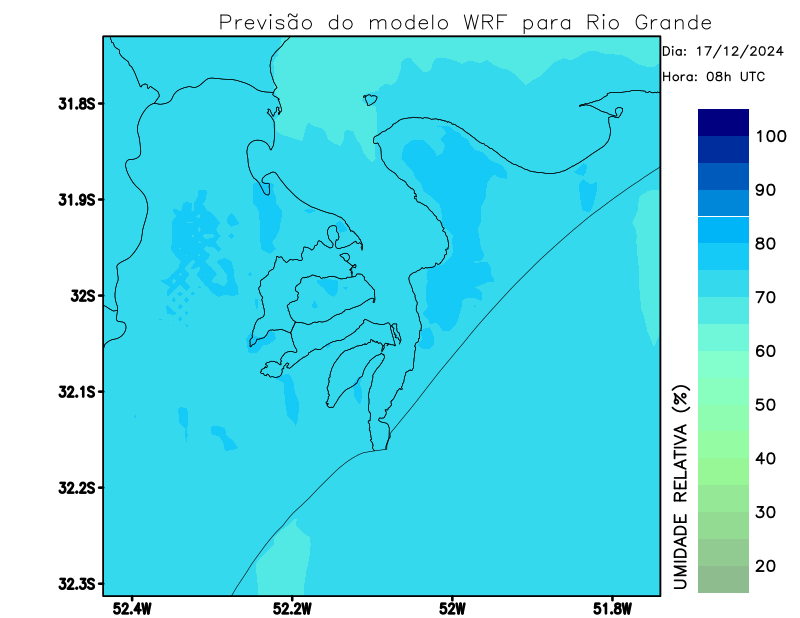 Previsão do modelo WRF para Rio Grande
Dia: 17/12/2024
Hora: 08h UTC
31.8S
31.9S
32S
32.1S
32.2S
32.3S
52.4W
52.2W
52W
51.8W
100
90
80
70
60
50
40
30
20
UMIDADE RELATIVA (%)